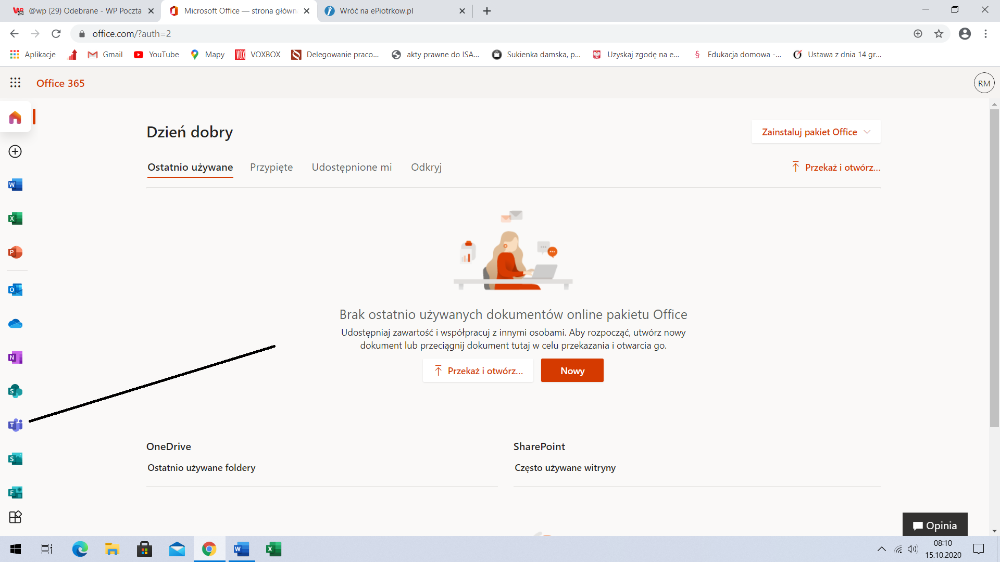 @wp (29) Odebrane - WP Poczta
Microsoft Office — strona główn
Wróć na ePiotrkow.pl
office.com/?auth=2
Aplikacje
Gmail
YouTube
Mapy
VOX VOXBOX
Delegowanie praco...
akty prawne do ISA...
Sukienka damska, p...
Uzyskaj zgodę na e...
§ Edukacja domowa -...
Ustawa z dnia 14 gr...
Office 365
RM
Dzień dobry
Zainstaluj pakiet Office
Ostatnio używane
Przypięte
Udostępnione mi
Odkryj
Przekaż i otwórz...
W
X
P
O
N
S
T
S
F
Brak ostatnio używanych dokumentów online pakietu Office
Udostępniaj zawartość i współpracuj z innymi osobami. Aby rozpocząć, utwórz nowy
dokument lub przeciągnij dokument tutaj w celu przekazania i otwarcia go.
Przekaż i otwórz...
Nowy
OneDrive
SharePoint
Ostatnio używane foldery
Często używane witryny
Opinia
W
X
08:10
15.10.2020